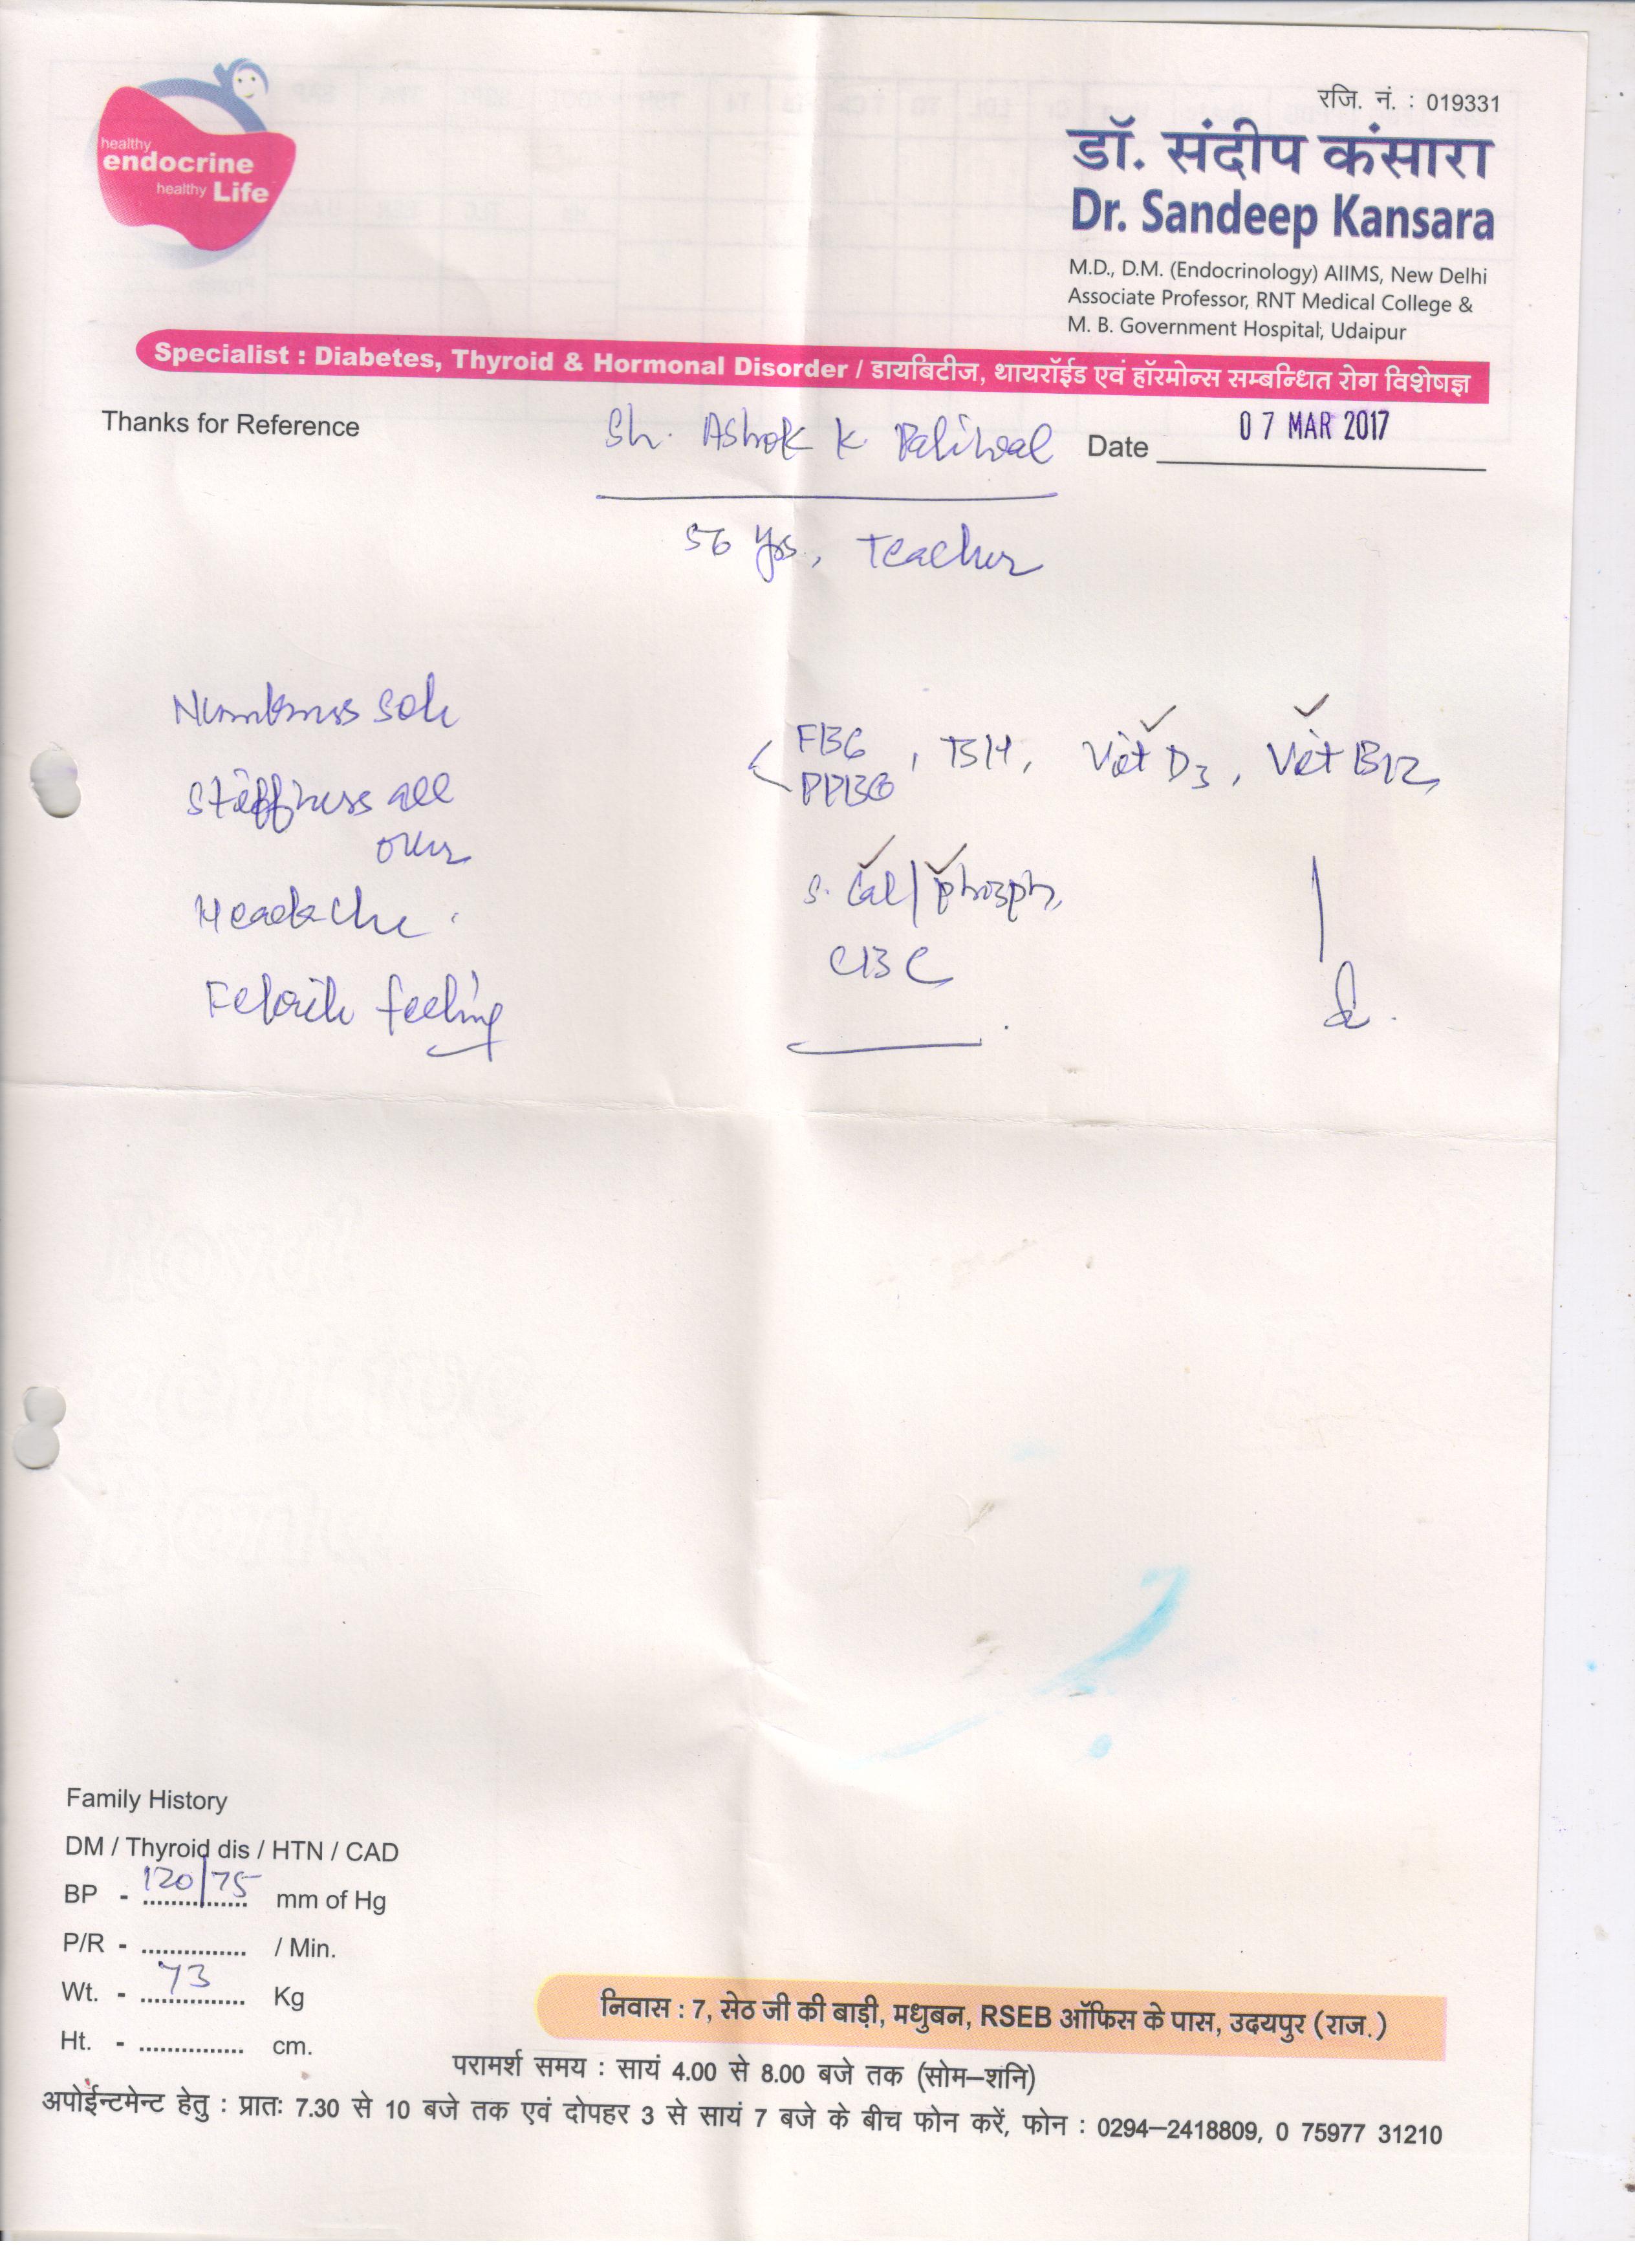 healthy
endocrine
healthy Life
रजि. नं. : 019331
डॉ. संदीप कंसारा
Dr. Sandeep Kansara
M.D., D.M. (Endocrinology) AIIMS, New Delhi
Associate Professor, RNT Medical College &
M. B. Government Hospital, Udaipur
Specialist : Diabetes, Thyroid & Hormonal Disorder / डायबिटीज, थायरॉईड एवं हॉरमोन्स सम्बन्धित रोग विशेषज्ञ
Thanks for Reference
Sh. Ashok K. Paliwal
Date 07 MAR 2017
56 yrs., Teacher
Numbness sole
Stiffness all
over
Headache.
Febrile feeling
FBG, TSH, Vit D3, Vit B12,
PPBG
S. Cal/phosph,
CBC
Family History
DM / Thyroid dis / HTN / CAD
BP - 120/75 mm of Hg
P/R - ............... / Min.
Wt. - 73 Kg
Ht. - ............... cm.
निवास : 7, सेठ जी की बाड़ी, मधुबन, RSEB ऑफिस के पास, उदयपुर (राज.)
परामर्श समय : सायं 4.00 से 8.00 बजे तक (सोम–शनि)
अपोईन्टमेन्ट हेतु : प्रातः 7.30 से 10 बजे तक एवं दोपहर 3 से सायं 7 बजे के बीच फोन करें, फोन : 0294–2418809, 0 75977 31210